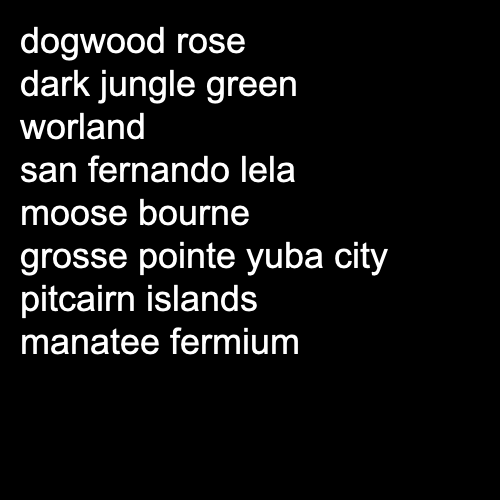 dogwood rose
dark jungle green
worland
san fernando lela
moose bourne
grosse pointe yuba city
pitcairn islands
manatee fermium